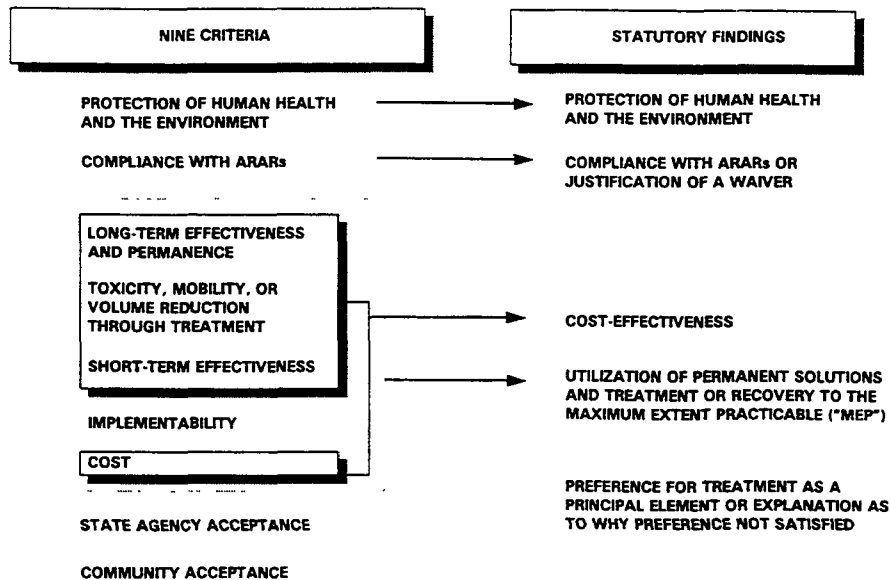 NINE CRITERIA
STATUTORY FINDINGS
PROTECTION OF HUMAN HEALTH
AND THE ENVIRONMENT
PROTECTION OF HUMAN HEALTH
AND THE ENVIRONMENT
COMPLIANCE WITH ARARs
COMPLIANCE WITH ARARs OR
JUSTIFICATION OF A WAIVER
LONG-TERM EFFECTIVENESS
AND PERMANENCE
TOXICITY, MOBILITY, OR
VOLUME REDUCTION
THROUGH TREATMENT
SHORT-TERM EFFECTIVENESS
IMPLEMENTABILITY
COST
STATE AGENCY ACCEPTANCE
COMMUNITY ACCEPTANCE
COST-EFFECTIVENESS
UTILIZATION OF PERMANENT SOLUTIONS
AND TREATMENT OR RECOVERY TO THE
MAXIMUM EXTENT PRACTICABLE ("MEP")
PREFERENCE FOR TREATMENT AS A
PRINCIPAL ELEMENT OR EXPLANATION AS
TO WHY PREFERENCE NOT SATISFIED